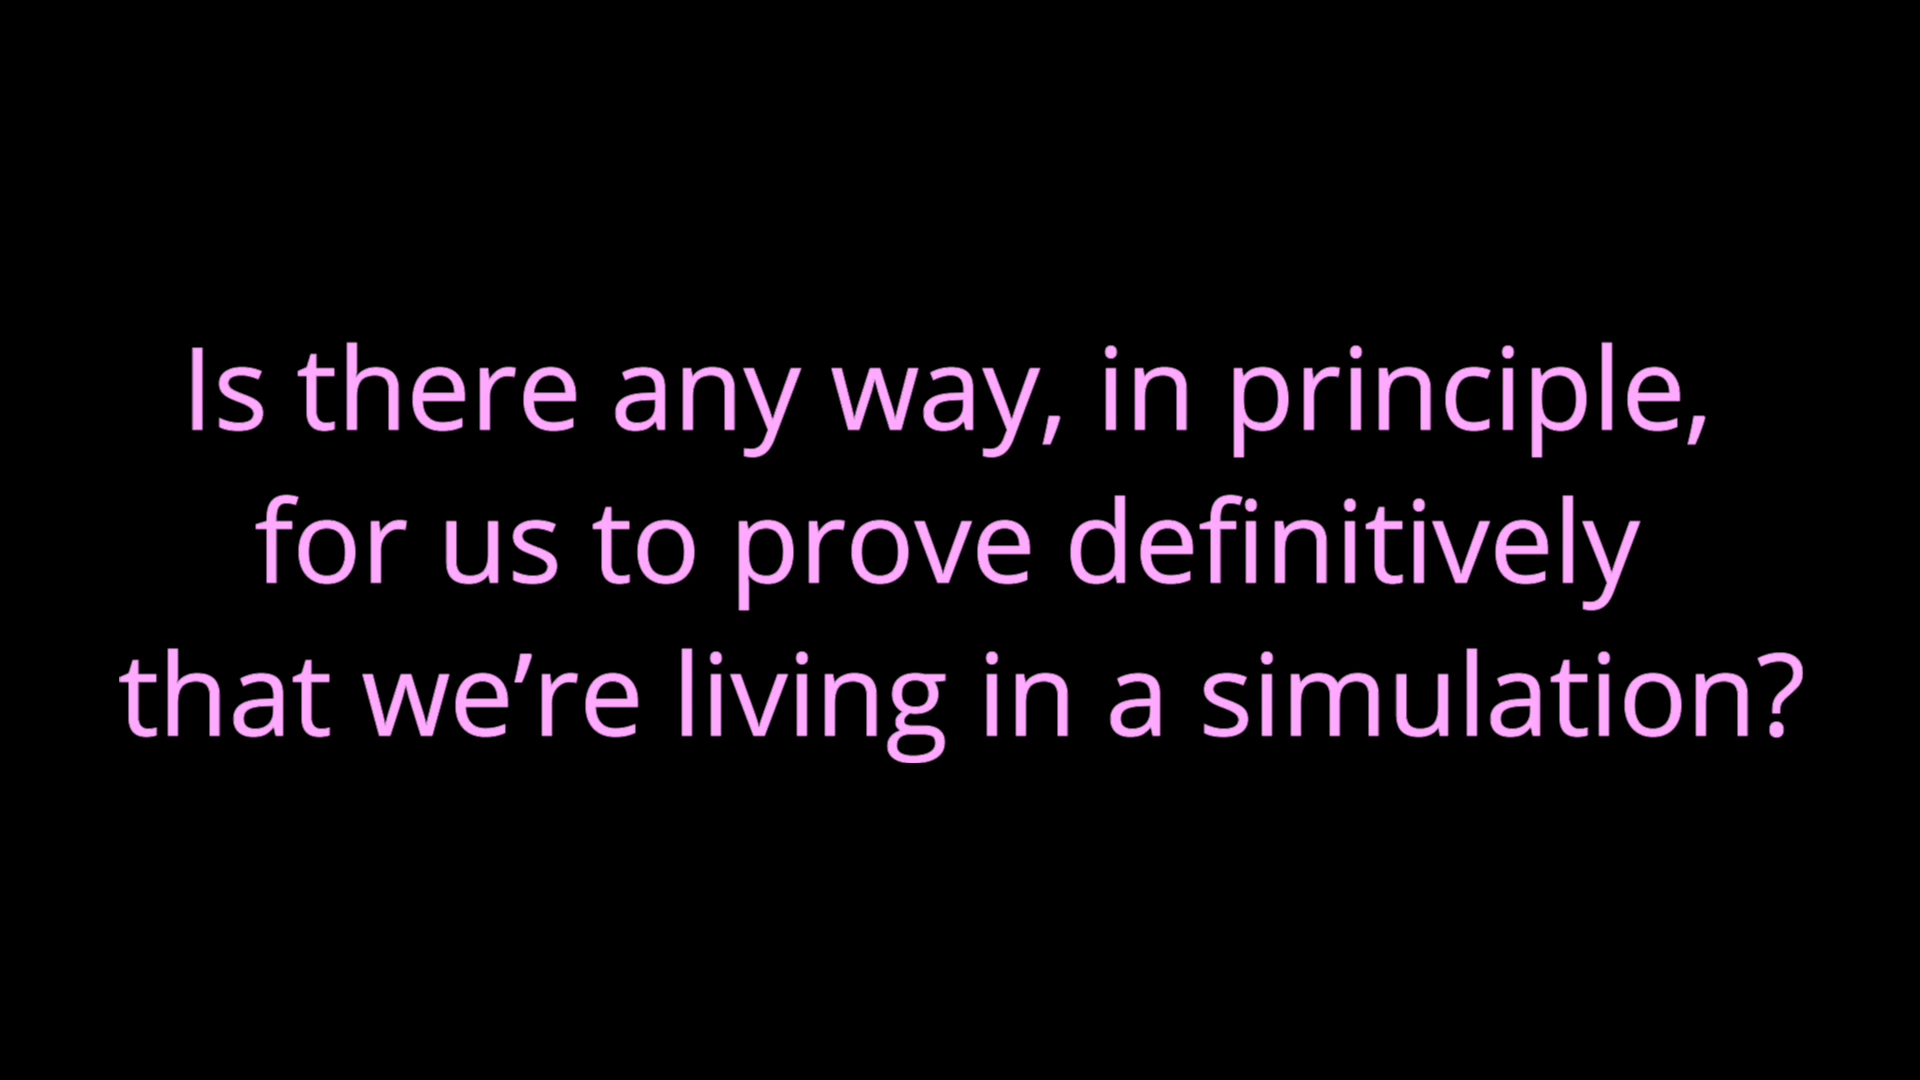 Is there any way, in principle,
for us to prove definitively
that we’re living in a simulation?